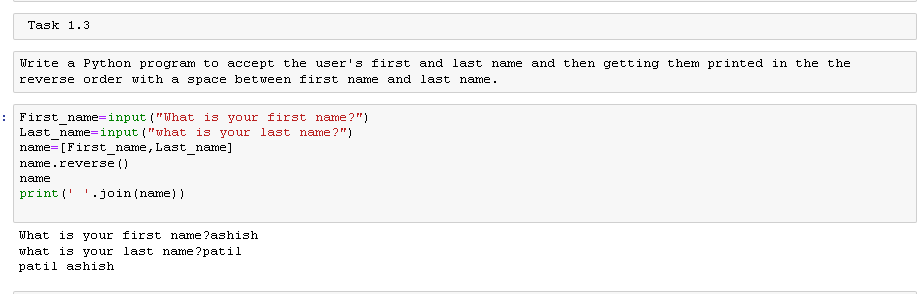 Task 1.3
Write a Python program to accept the user's first and last name and then getting them printed in the the
reverse order with a space between first name and last name.
:
First_name=input("What is your first name?")
Last_name=input("what is your last name?")
name=[First_name,Last_name]
name.reverse()
name
print(' '.join(name))
What is your first name?ashish
what is your last name?patil
patil ashish